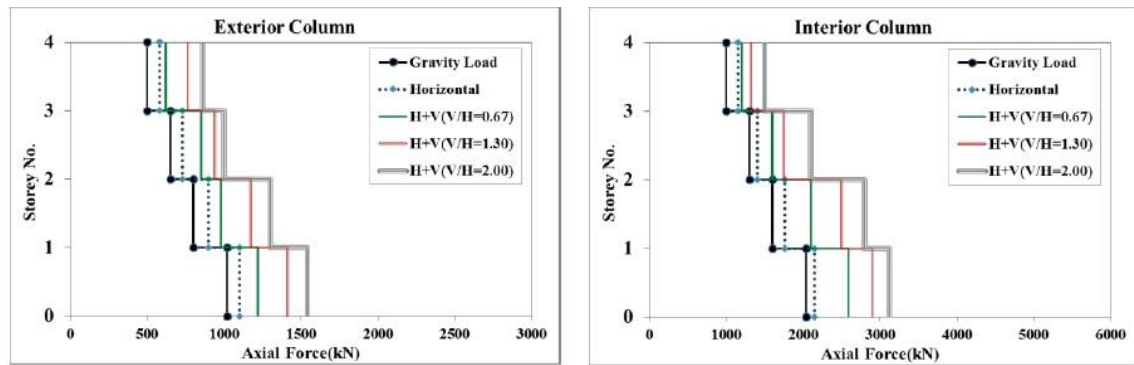 Exterior Column
4
3
2
1
0
Storey No.
0 500 1000 1500 2000 2500 3000
Axial Force(kN)
Gravity Load
Horizontal
H+V(V/H=0.67)
H+V(V/H=1.30)
H+V(V/H=2.00)
Interior Column
4
3
2
1
0
Storey No.
0 1000 2000 3000 4000 5000 6000
Axial Force(kN)
Gravity Load
Horizontal
H+V(V/H=0.67)
H+V(V/H=1.30)
H+V(V/H=2.00)